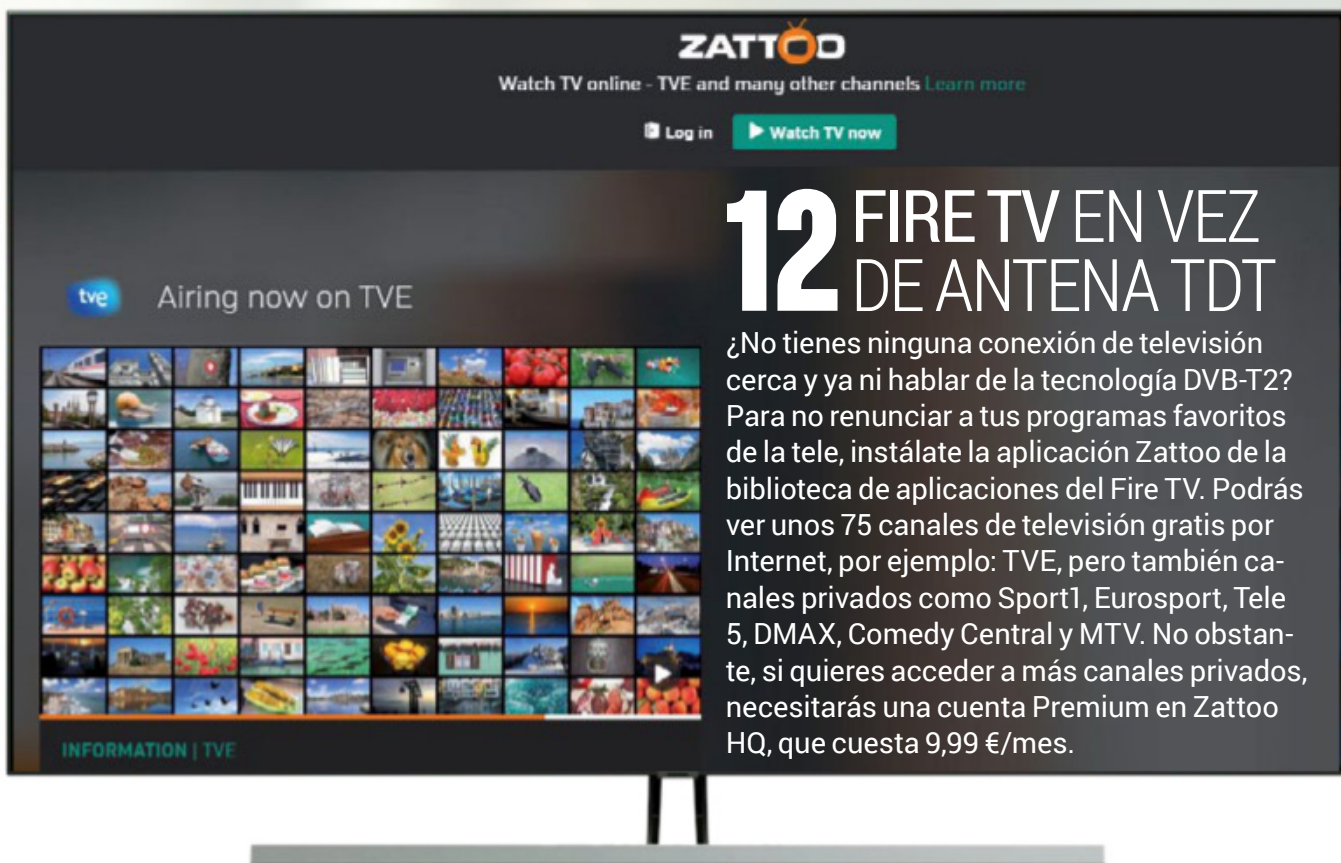 ZATTOO
Watch TV online - TVE and many other channels Learn more
Log in
Watch TV now
12 FIRE TV EN VEZ
DE ANTENA TDT
¿No tienes ninguna conexión de televisión
cerca y ya ni hablar de la tecnología DVB-T2?
Para no renunciar a tus programas favoritos
de la tele, instálate la aplicación Zattoo de la
biblioteca de aplicaciones del Fire TV. Podrás
ver unos 75 canales de televisión gratis por
Internet, por ejemplo: TVE, pero también ca-
nales privados como Sport1, Eurosport, Tele
5, DMAX, Comedy Central y MTV. No obstan-
te, si quieres acceder a más canales privados,
necesitarás una cuenta Premium en Zattoo
HQ, que cuesta 9,99 €/mes.
tve
Airing now on TVE
INFORMATION | TVE